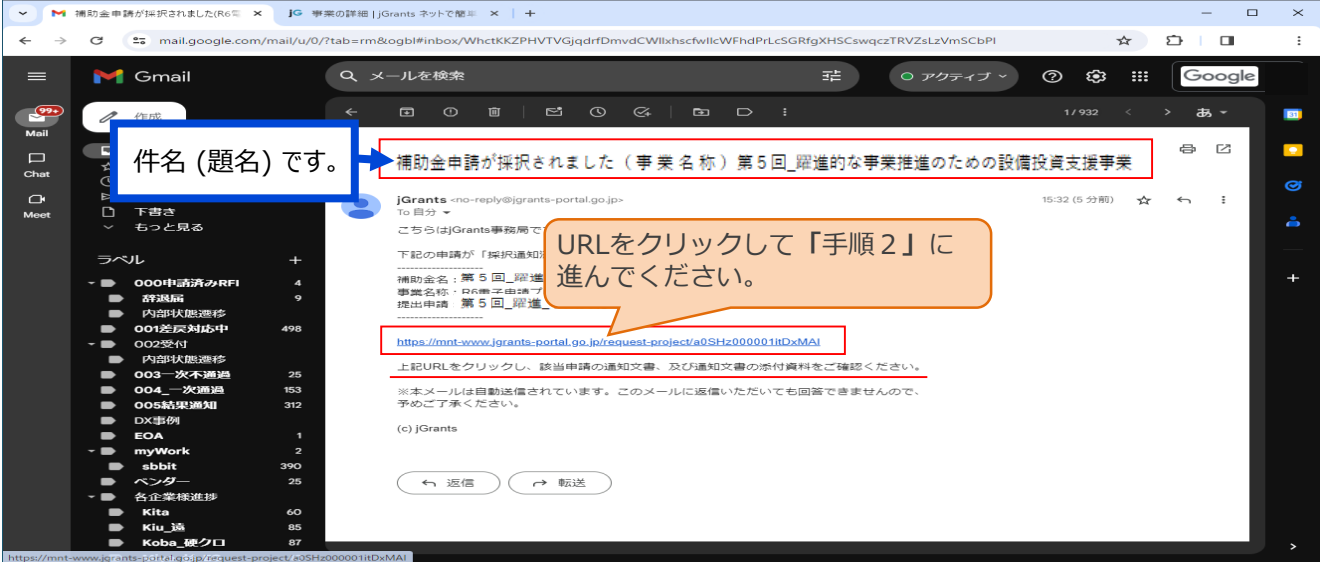 補助金申請が採択されました(R6電
事業の詳細 | jGrants ネットで簡単
mail.google.com/mail/u/0/?tab=rm&ogbl#inbox/WhctKKZPHVTVGjqdrfDmvdCWllxhscfwllcWFhdPrLcSGRfgXHSCswqczTRVZsLzVmSCbPl
Gmail
メールを検索
アクティブ
Google
99+
Mail
Chat
Meet
作成
1/932
あ
件名 (題名) です。
補助金申請が採択されました(事業名称)第5回_躍進的な事業推進のための設備投資支援事業
jGrants <no-reply@jgrants-portal.go.jp>
15:32 (5 分前)
To 自分
こちらはjGrants事務局で
下記の申請が「採択通知
--------------------
補助金名:第5回_躍進
事業名称:R6電子申請
提出申請 第5回_躍進_
--------------------
URLをクリックして「手順2」に
進んでください。
https://mnt-www.jgrants-portal.go.jp/request-project/a0SHz000001itDxMAI
上記URLをクリックし、該当申請の通知文書、及び通知文書の添付資料をご確認ください。
※本メールは自動送信されています。このメールに返信いただいても回答できませんので、
予めご了承ください。
(c) jGrants
返信
転送
下書き
もっと見る
ラベル
000申請済みRFI 4
辞退届 9
内部状態遷移
001差戻対応中 498
002受付
内部状態遷移
003一次不通過 25
004_一次通過 153
005結果通知 312
DX事例
EOA 1
myWork 2
sbbit 390
ベンダー 25
各企業様進捗
Kita 60
Kiu_遠 85
Koba_硬クロ 87
https://mnt-www.jgrants-portal.go.jp/request-project/a0SHz000001itDxMAI